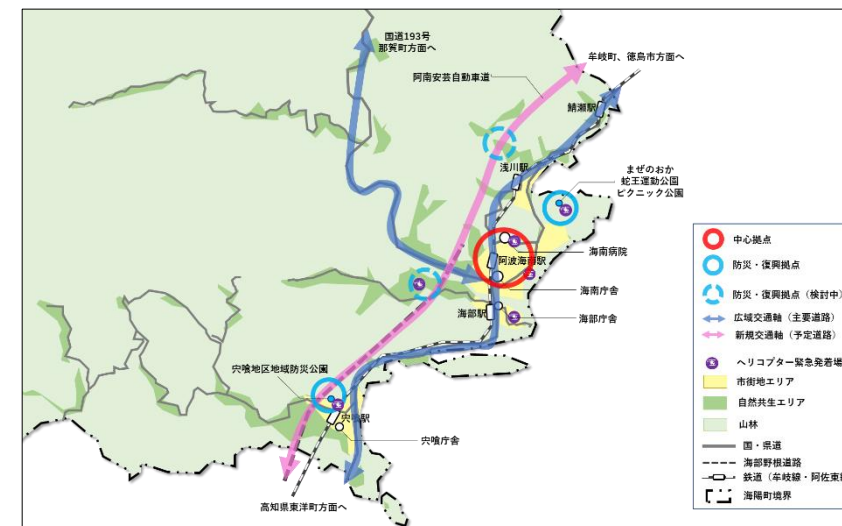 国道193号
那賀町方面へ
牟岐町、徳島市方面へ
阿南安芸自動車道
鯖瀬駅
浅川駅
まぜのおか
蛇王運動公園
ピクニック公園
海南病院
阿波海南駅
海南庁舎
海部駅
海部庁舎
宍喰地区地域防災公園
宍喰駅
宍喰庁舎
高知県東洋町方面へ
中心拠点
防災・復興拠点
防災・復興拠点（検討中）
広域交通軸（主要道路）
新規交通軸（予定道路）
ヘリコプター緊急発着場
市街地エリア
自然共生エリア
山林
国・県道
海部野根道路
鉄道（牟岐線・阿佐東
海陽町境界